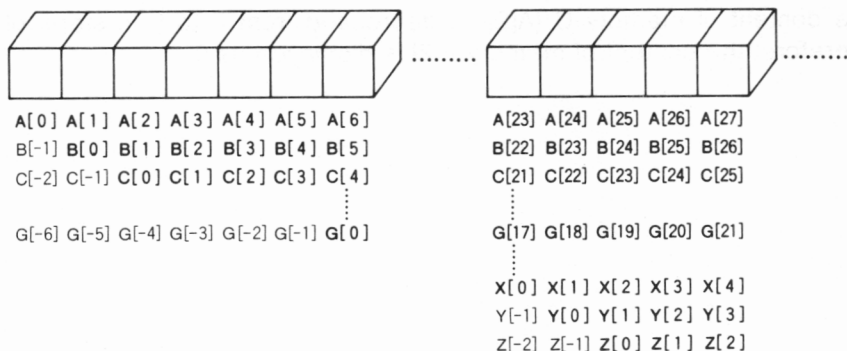 A[0] A[1] A[2] A[3] A[4] A[5] A[6] A[23] A[24] A[25] A[26] A[27]
B[-1] B[0] B[1] B[2] B[3] B[4] B[5] B[22] B[23] B[24] B[25] B[26]
C[-2] C[-1] C[0] C[1] C[2] C[3] C[4] C[21] C[22] C[23] C[24] C[25]
G[-6] G[-5] G[-4] G[-3] G[-2] G[-1] G[0] G[17] G[18] G[19] G[20] G[21]
X[0] X[1] X[2] X[3] X[4]
Y[-1] Y[0] Y[1] Y[2] Y[3]
Z[-2] Z[-1] Z[0] Z[1] Z[2]